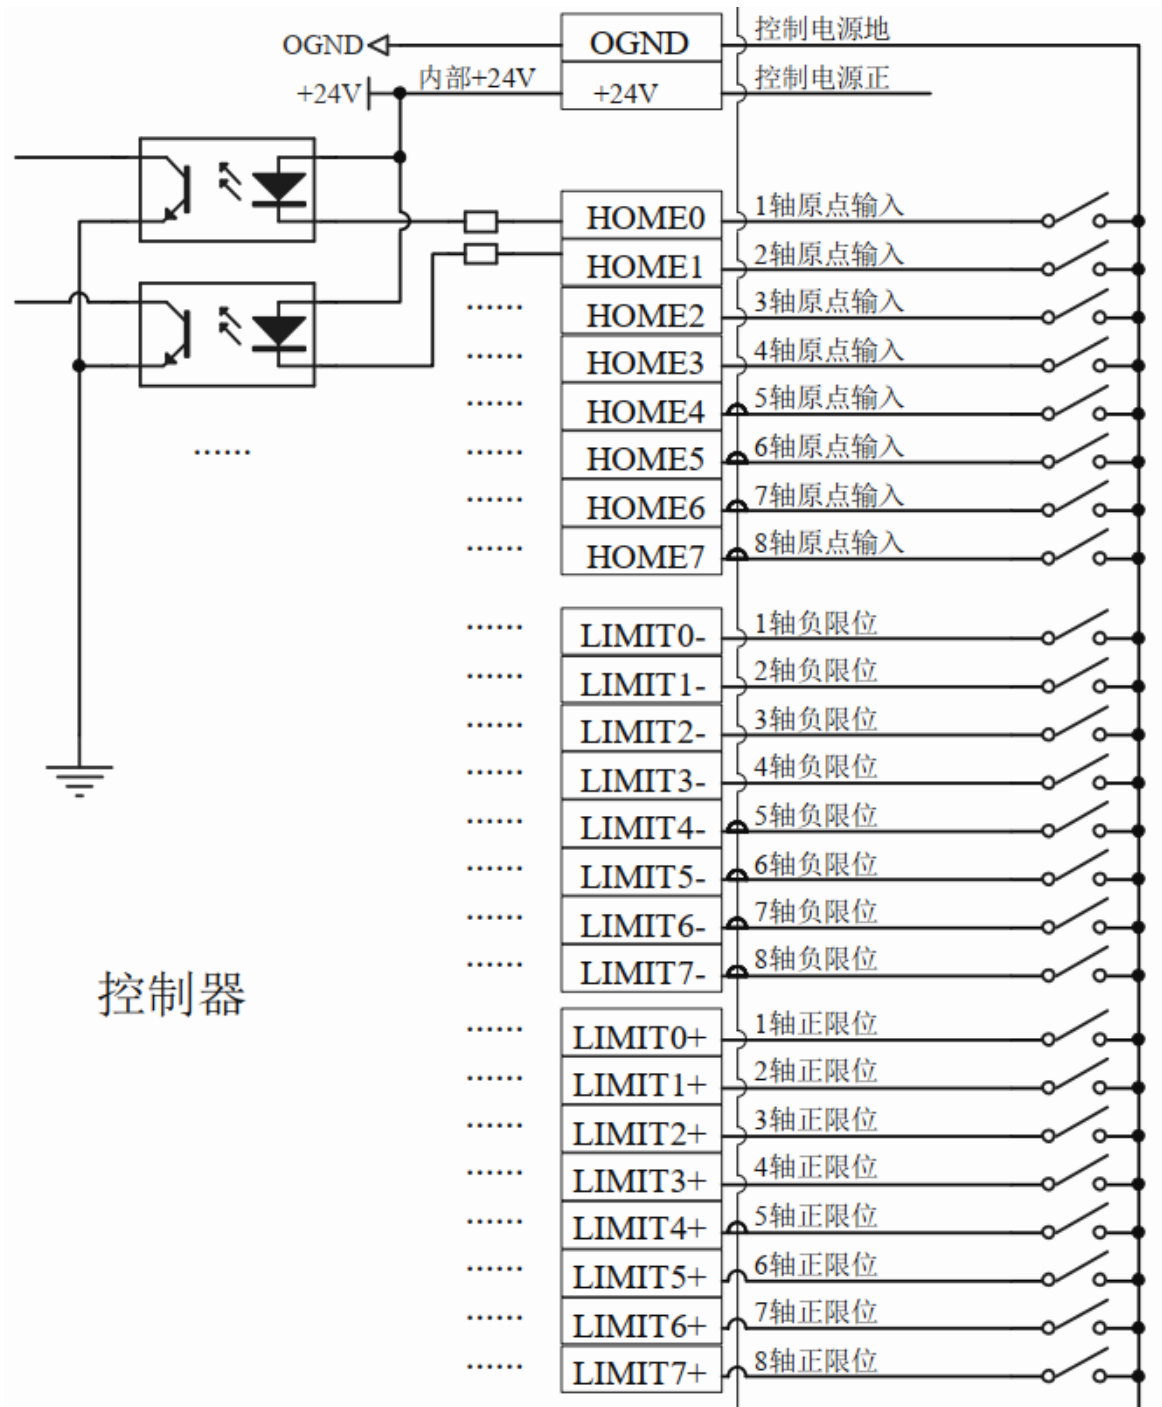 OGND OGND 控制电源地
+24V 内部+24V +24V 控制电源正
HOME0 1轴原点输入
HOME1 2轴原点输入
...... HOME2 3轴原点输入
...... HOME3 4轴原点输入
...... HOME4 5轴原点输入
...... ...... HOME5 6轴原点输入
...... HOME6 7轴原点输入
...... HOME7 8轴原点输入
...... LIMIT0- 1轴负限位
...... LIMIT1- 2轴负限位
...... LIMIT2- 3轴负限位
...... LIMIT3- 4轴负限位
...... LIMIT4- 5轴负限位
...... LIMIT5- 6轴负限位
...... LIMIT6- 7轴负限位
...... LIMIT7- 8轴负限位
控制器
...... LIMIT0+ 1轴正限位
...... LIMIT1+ 2轴正限位
...... LIMIT2+ 3轴正限位
...... LIMIT3+ 4轴正限位
...... LIMIT4+ 5轴正限位
...... LIMIT5+ 6轴正限位
...... LIMIT6+ 7轴正限位
...... LIMIT7+ 8轴正限位